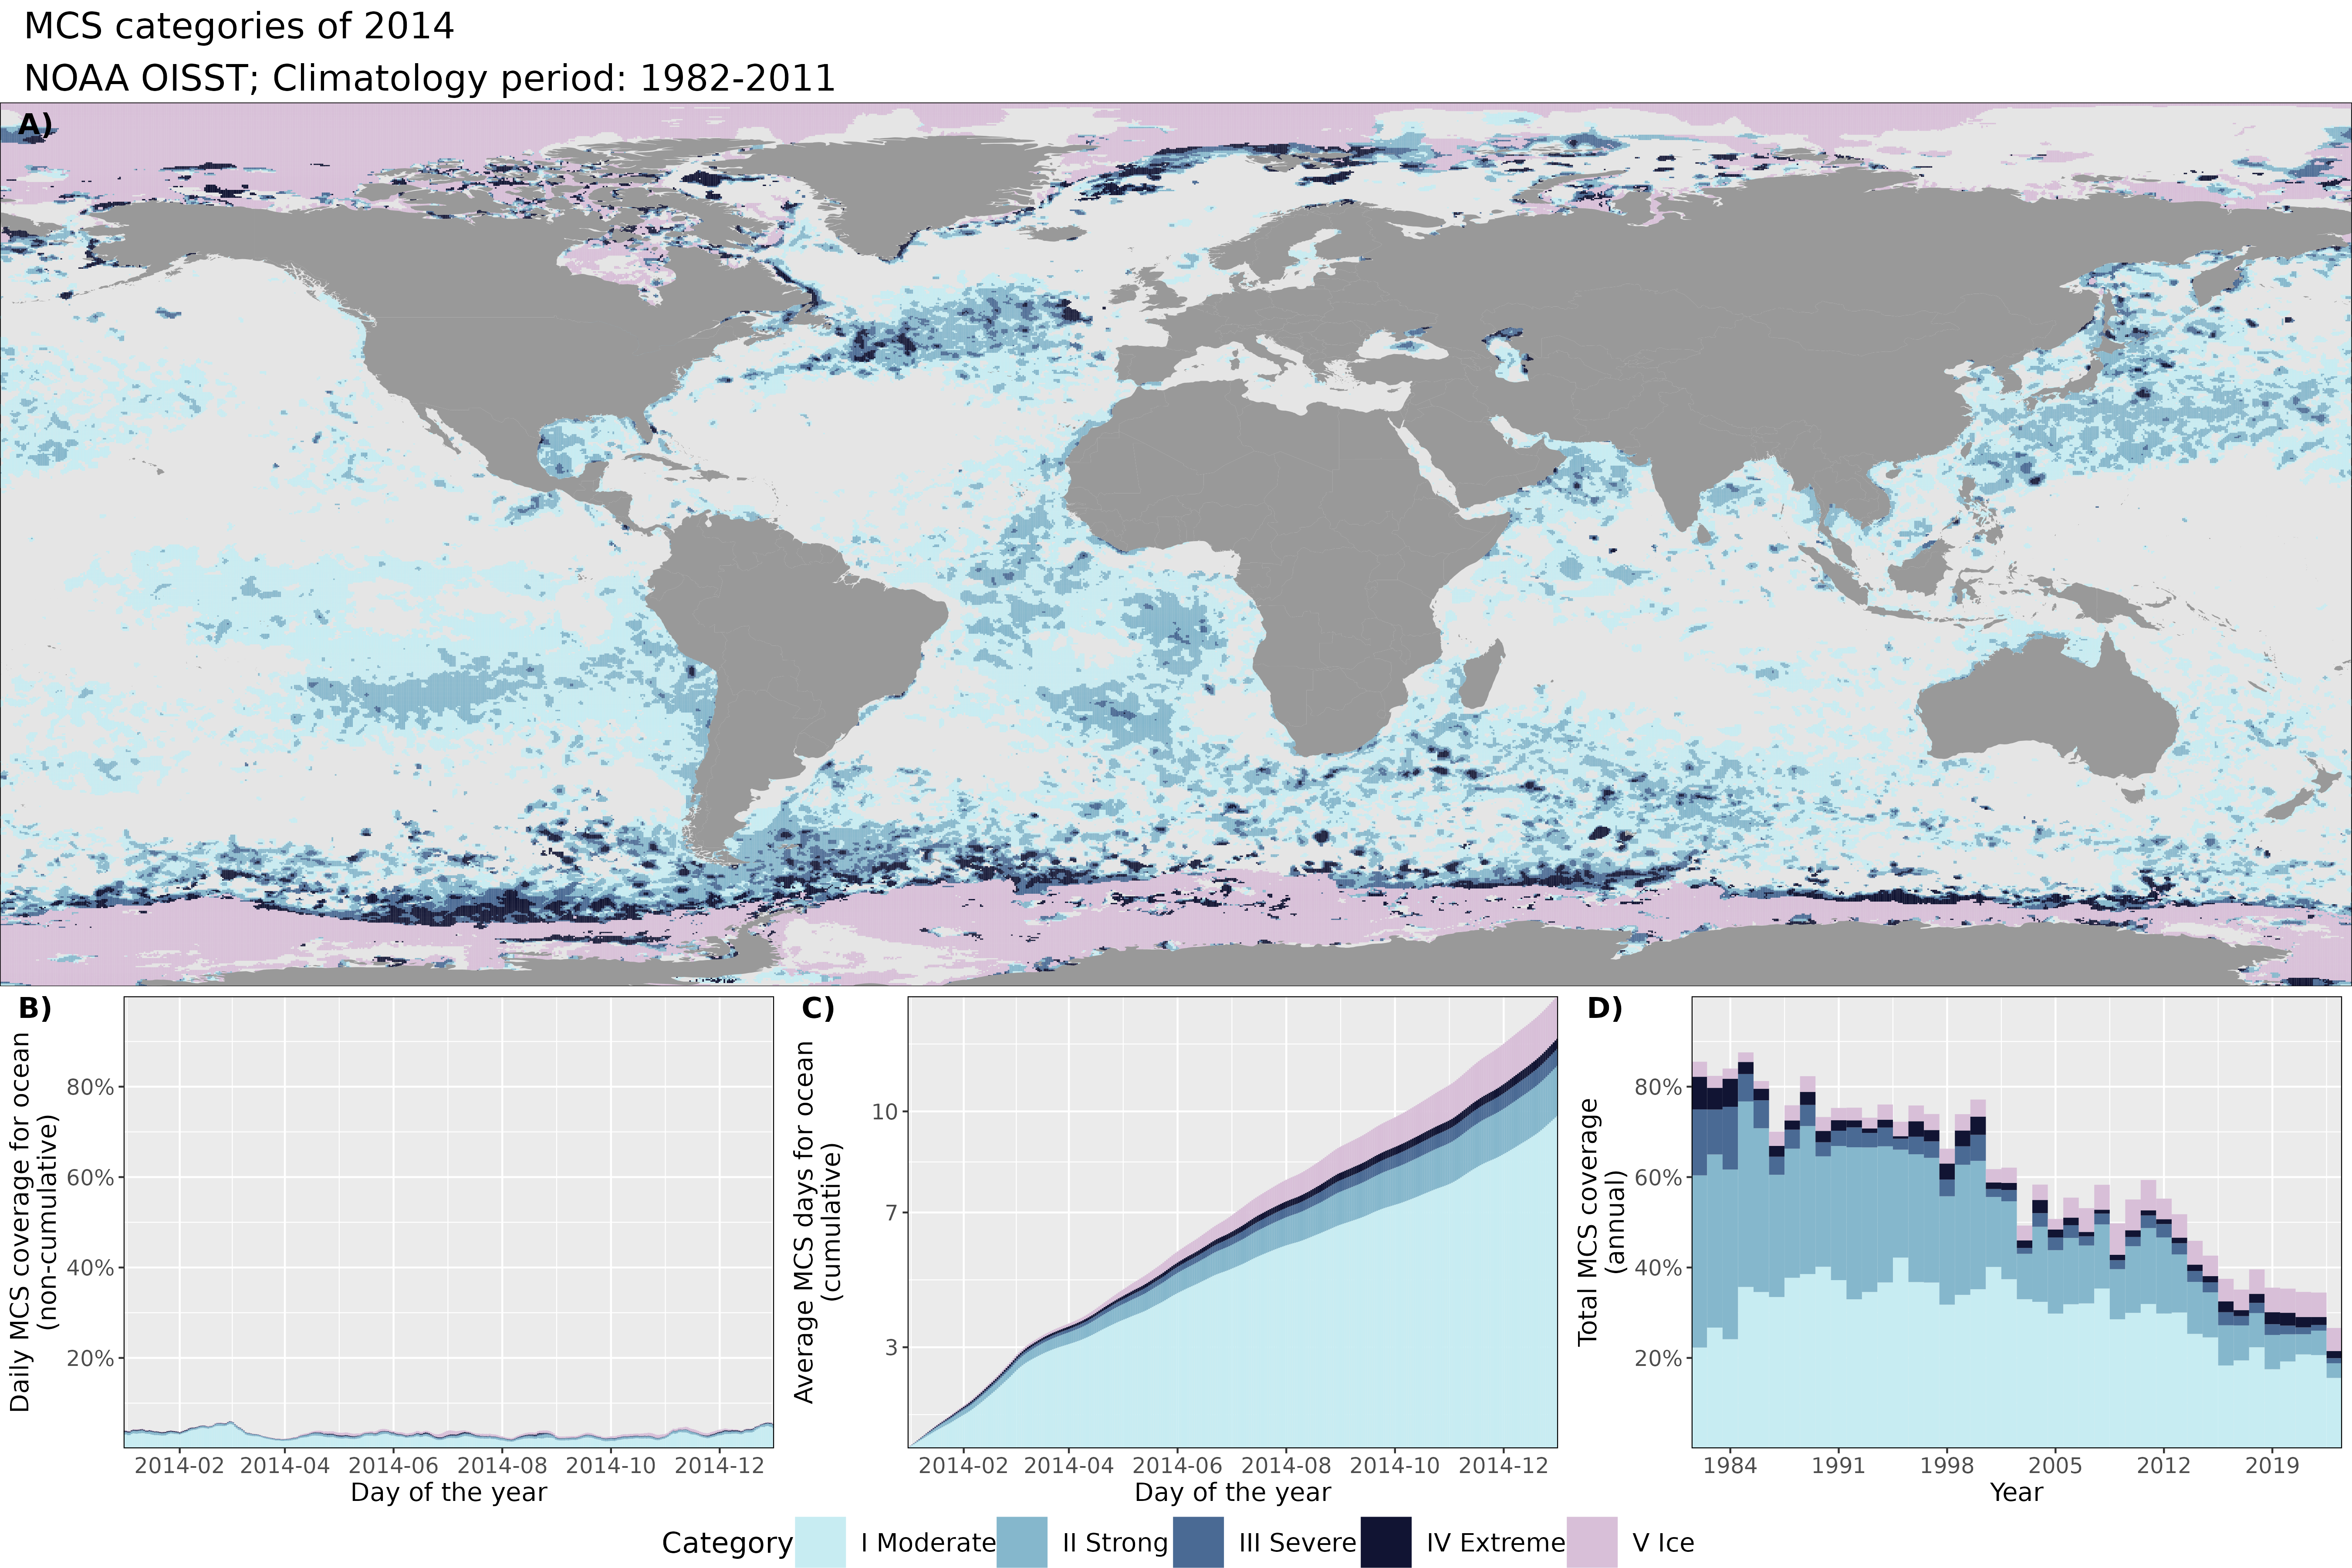 MCS categories of 2014
NOAA OISST; Climatology period: 1982-2011
A)
B)
Daily MCS coverage for ocean
(non-cumulative)
80%
60%
40%
20%
2014-02 2014-04 2014-06 2014-08 2014-10 2014-12
Day of the year
C)
Average MCS days for ocean
(cumulative)
10
7
3
2014-02 2014-04 2014-06 2014-08 2014-10 2014-12
Day of the year
D)
Total MCS coverage
(annual)
80%
60%
40%
20%
1984 1991 1998 2005 2012 2019
Year
Category I Moderate II Strong III Severe IV Extreme V Ice